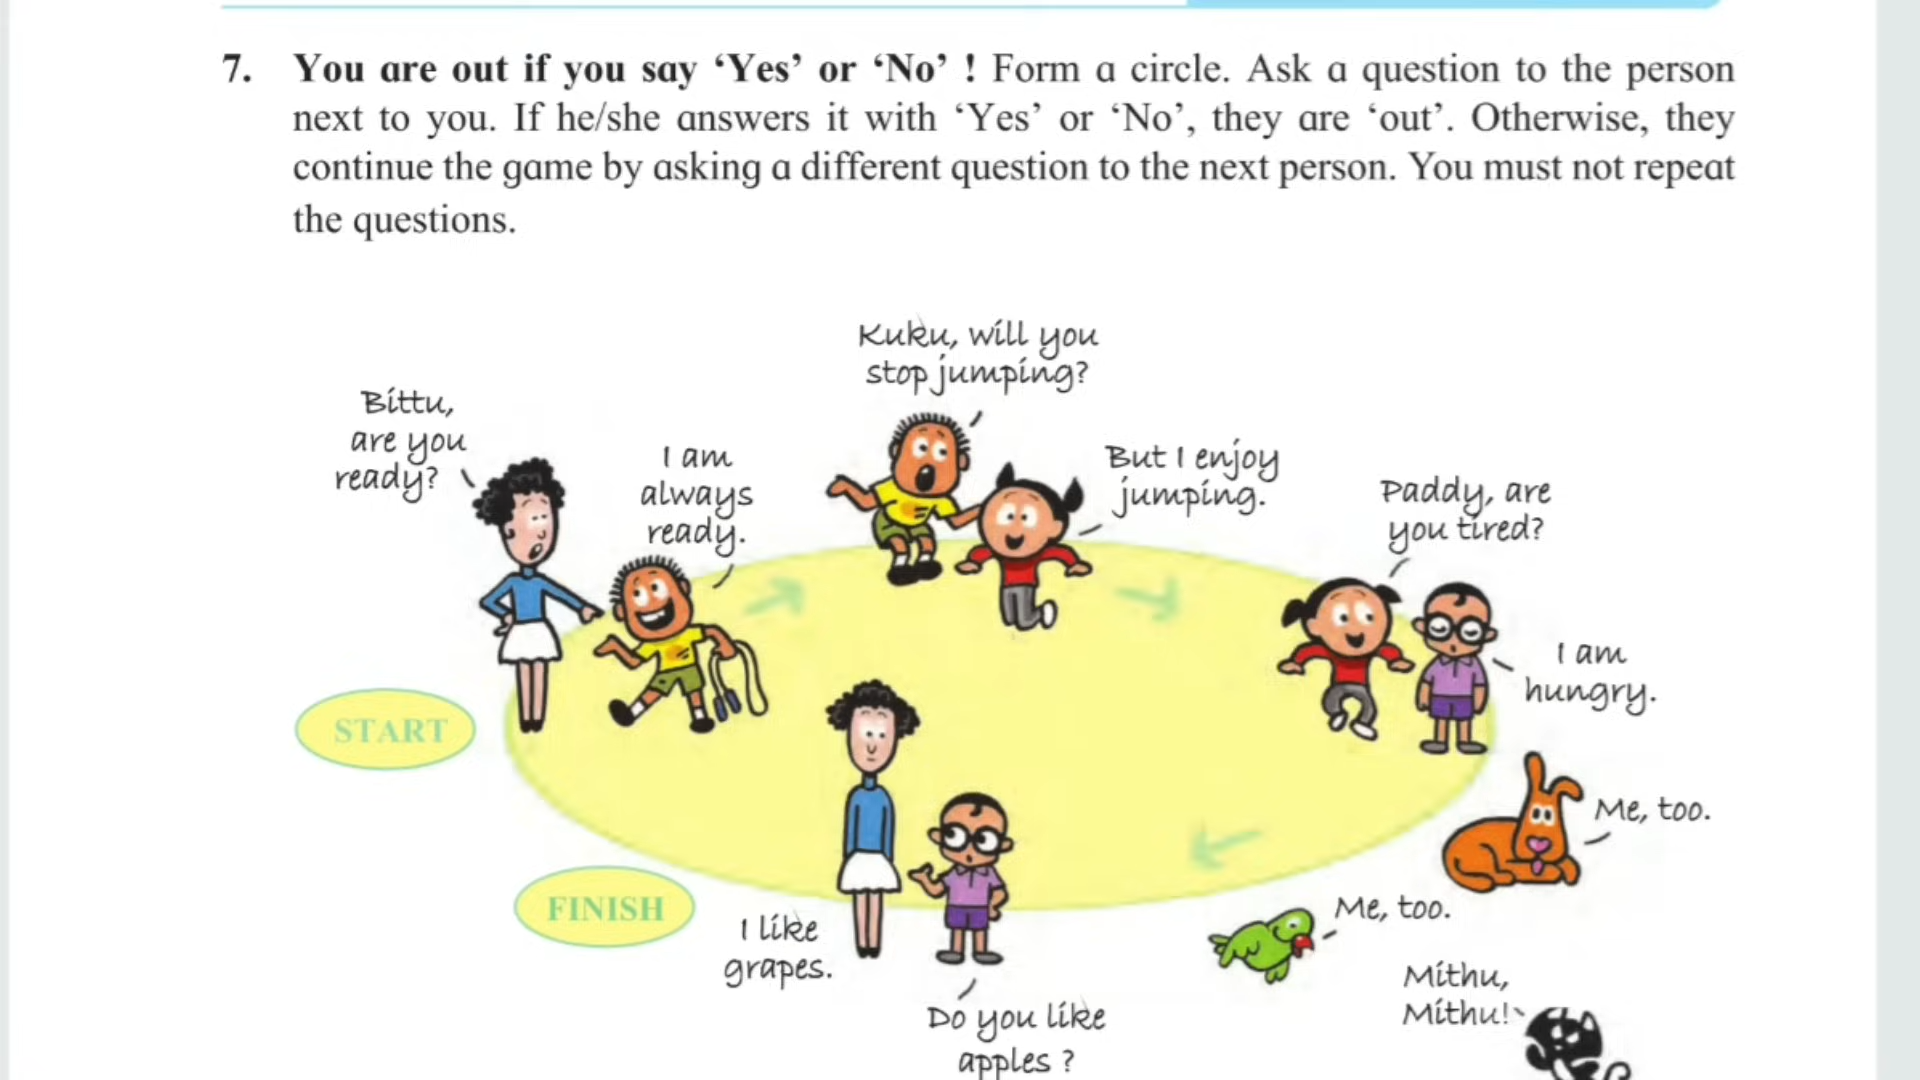 7. You are out if you say ‘Yes’ or ‘No’ ! Form a circle. Ask a question to the person
next to you. If he/she answers it with ‘Yes’ or ‘No’, they are ‘out’. Otherwise, they
continue the game by asking a different question to the next person. You must not repeat
the questions.
Kuku, will you
stop jumping?
Bittu,
are you
ready?
I am
always
ready.
But I enjoy
jumping.
Paddy, are
you tired?
I am
hungry.
START
Me, too.
FINISH
I like
grapes.
Me, too.
Mithu,
Mithu!
Do you like
apples ?